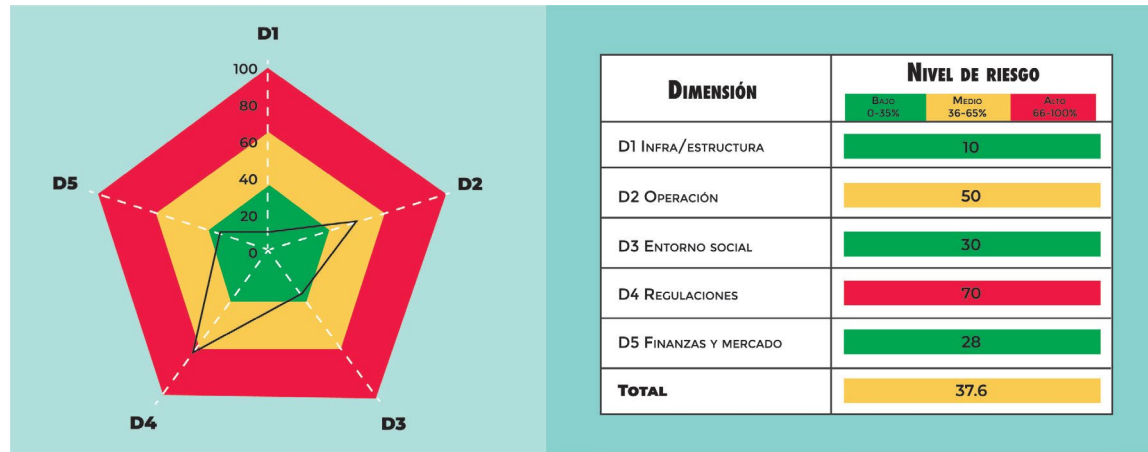 D1
100
80
60
40
20
0
D5
D2
D4
D3
DIMENSIÓN
NIVEL DE RIESGO
BAJO
0-35%
MEDIO
36-65%
ALTO
66-100%
D1 INFRA/ESTRUCTURA
10
D2 OPERACIÓN
50
D3 ENTORNO SOCIAL
30
D4 REGULACIONES
70
D5 FINANZAS Y MERCADO
28
TOTAL
37.6